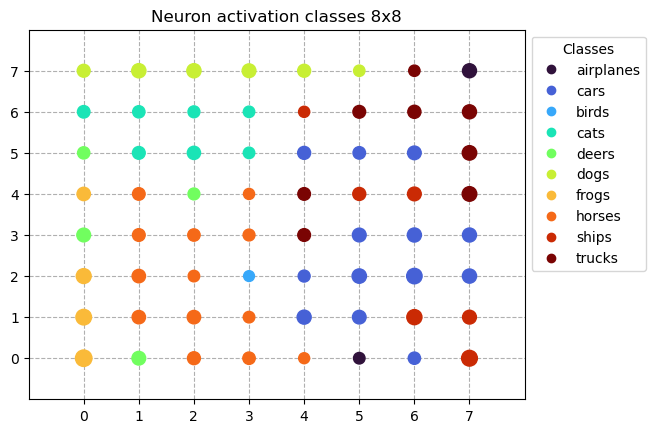 Neuron activation classes 8x8
7
6
5
4
3
2
1
0
0 1 2 3 4 5 6 7
Classes
airplanes
cars
birds
cats
deers
dogs
frogs
horses
ships
trucks